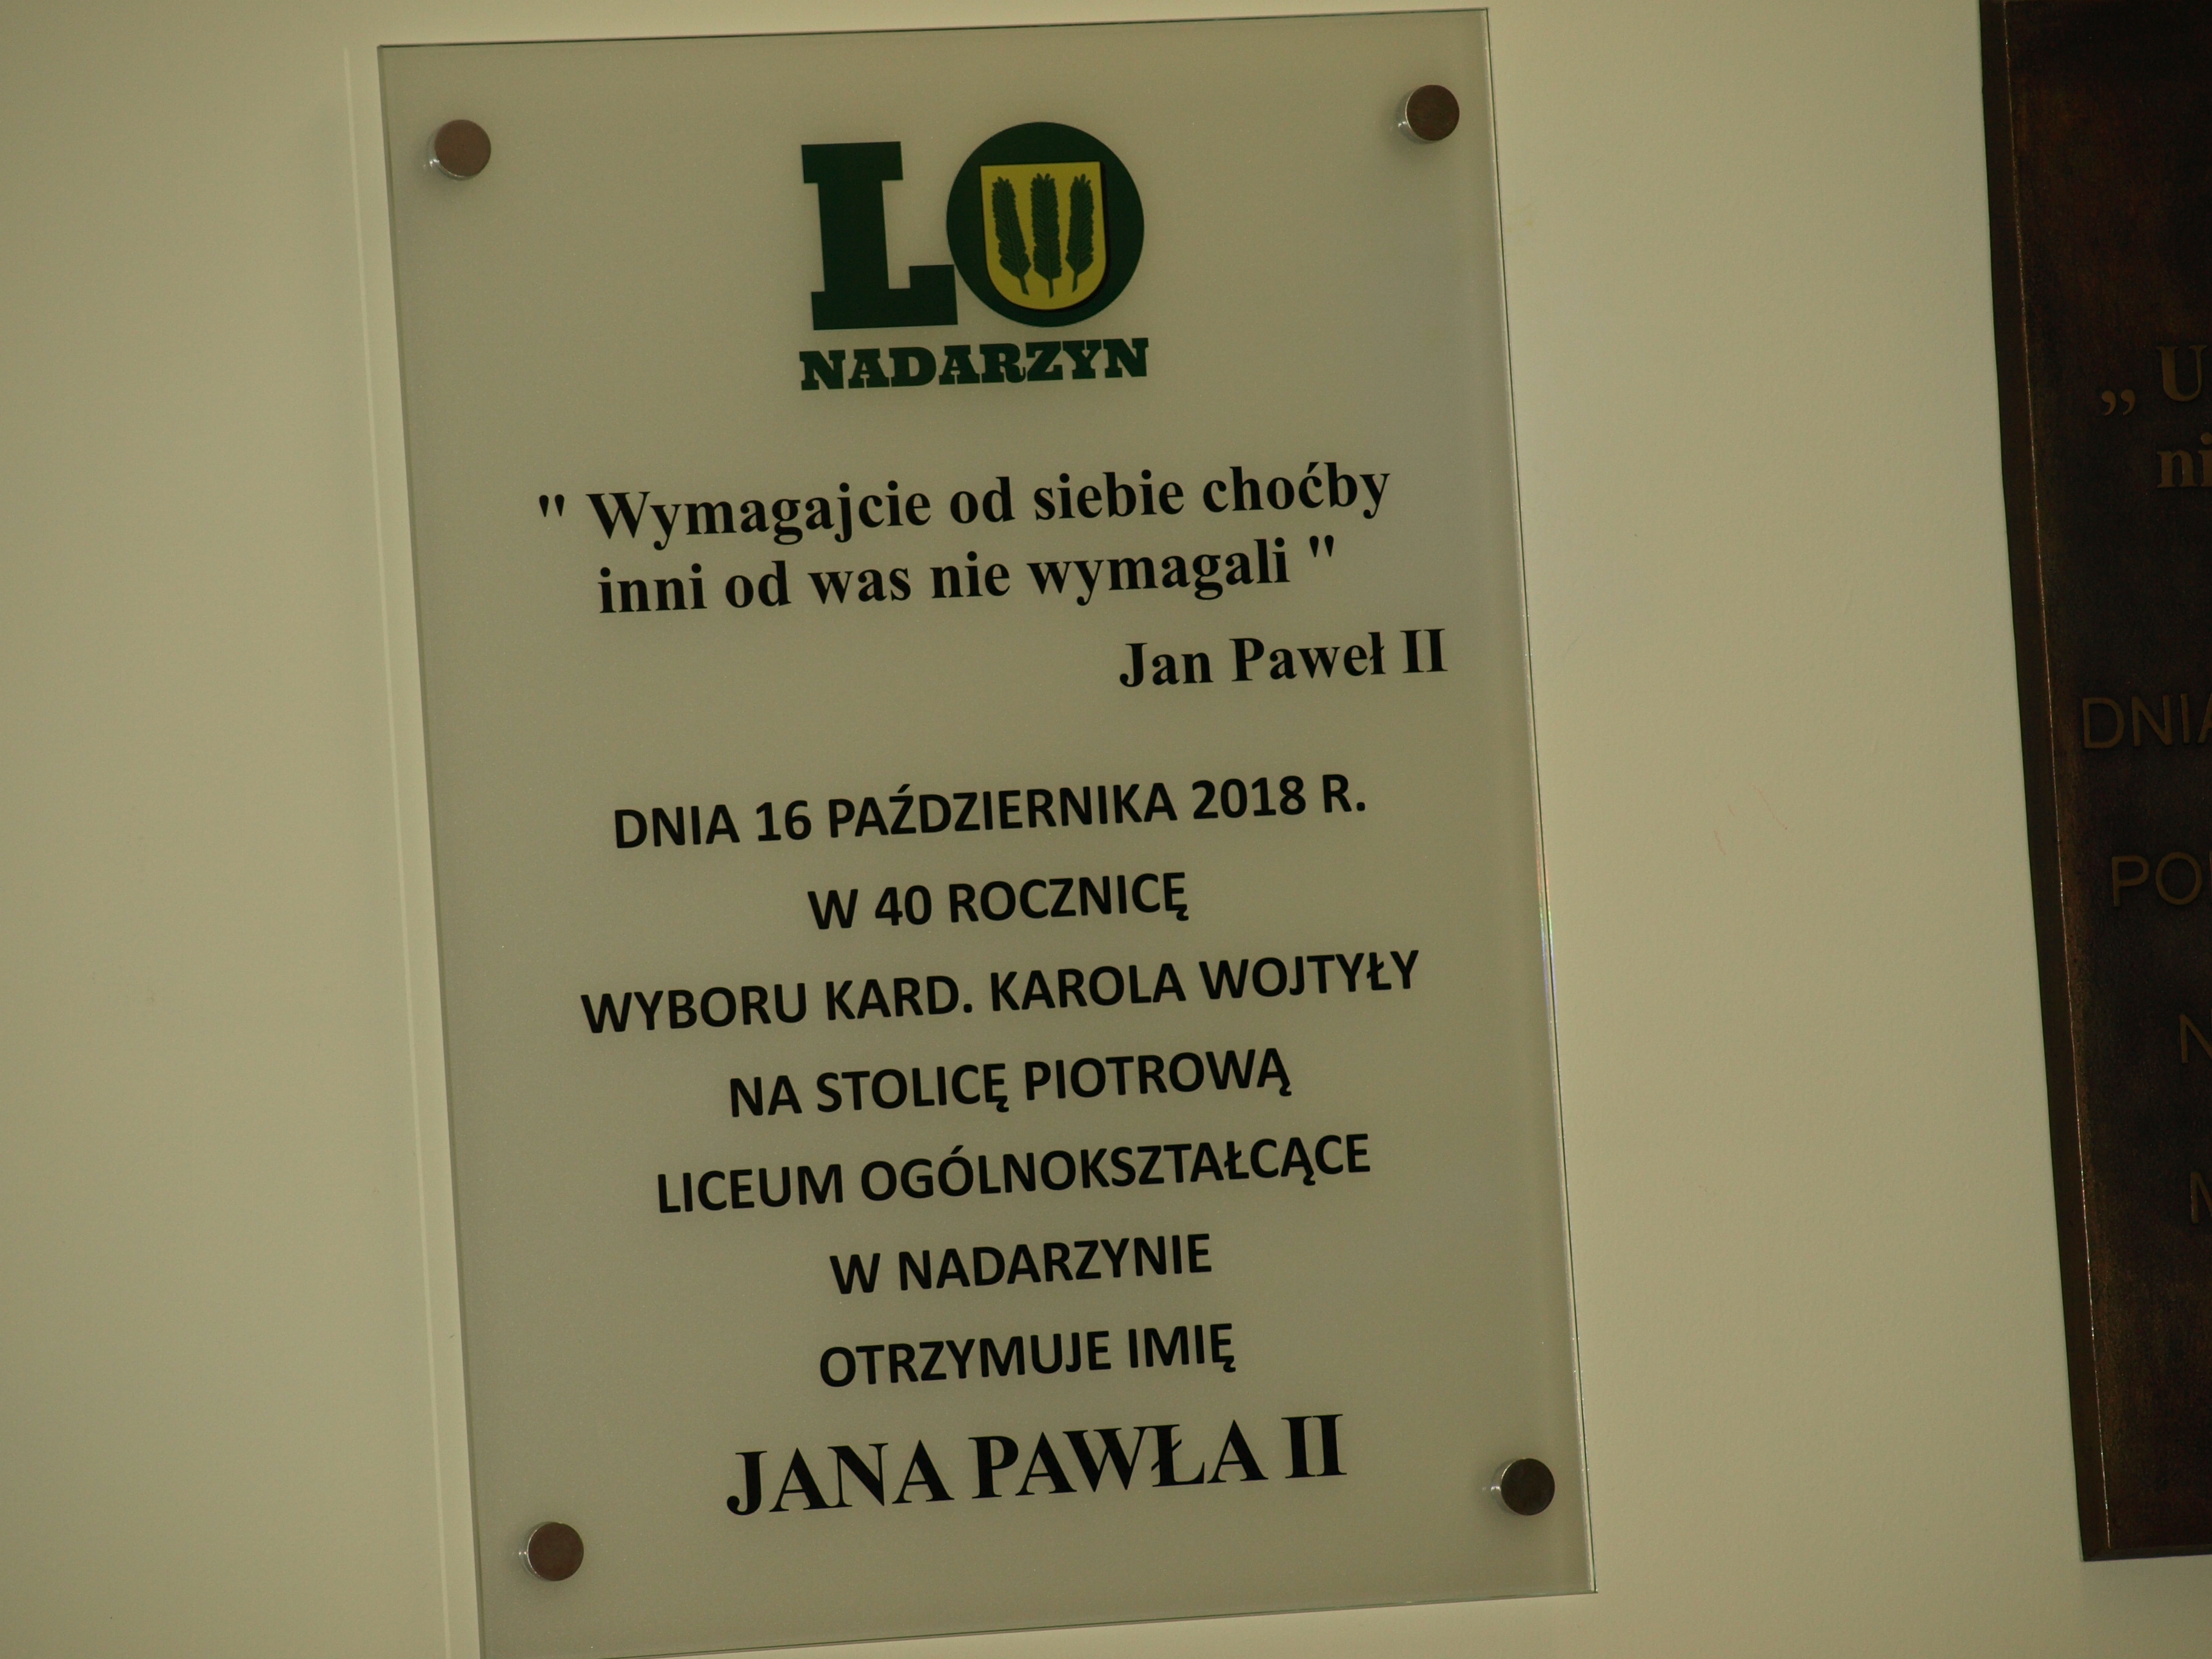 LO
NADARZYN
" Wymagajcie od siebie choćby
inni od was nie wymagali "
Jan Paweł II
DNIA 16 PAŹDZIERNIKA 2018 R.
W 40 ROCZNICĘ
WYBORU KARD. KAROLA WOJTYŁY
NA STOLICĘ PIOTROWĄ
LICEUM OGÓLNOKSZTAŁCĄCE
W NADARZYNIE
OTRZYMUJE IMIĘ
JANA PAWŁA II